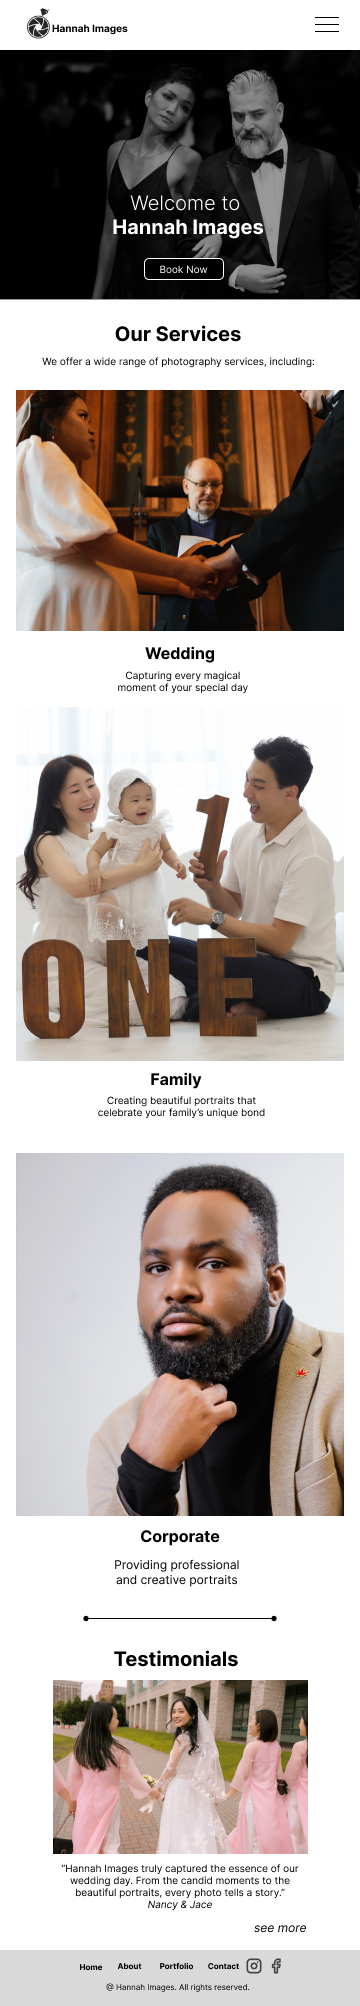 Hannah Images
Welcome to
Hannah Images
Book Now
Our Services
We offer a wide range of photography services, including:
Wedding
Capturing every magical
moment of your special day
1
ONE
Family
Creating beautiful portraits that
celebrate your family's unique bond
Corporate
Providing professional
and creative portraits
Testimonials
“Hannah Images truly captured the essence of our
wedding day. From the candid moments to the
beautiful portraits, every photo tells a story.”
Nancy & Jace
see more
Home About Portfolio Contact
@ Hannah Images. All rights reserved.